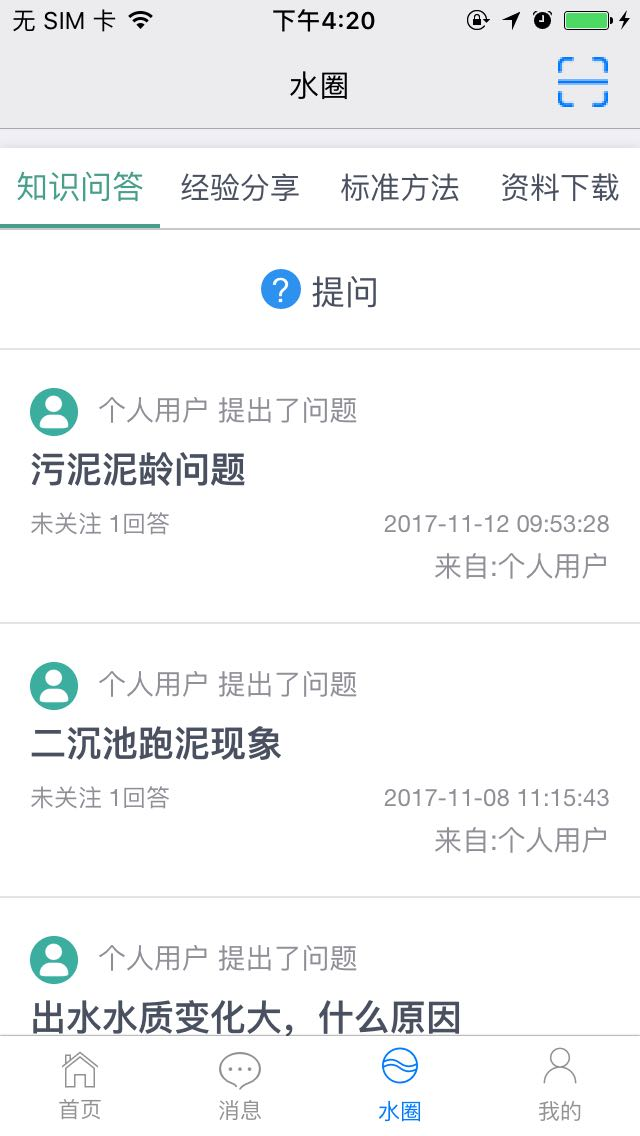 无 SIM 卡 下午4:20
水圈
知识问答 经验分享 标准方法 资料下载
? 提问
个人用户 提出了问题
污泥泥龄问题
未关注 1回答 2017-11-12 09:53:28
来自:个人用户
个人用户 提出了问题
二沉池跑泥现象
未关注 1回答 2017-11-08 11:15:43
来自:个人用户
个人用户 提出了问题
出水水质变化大，什么原因
首页 消息 水圈 我的